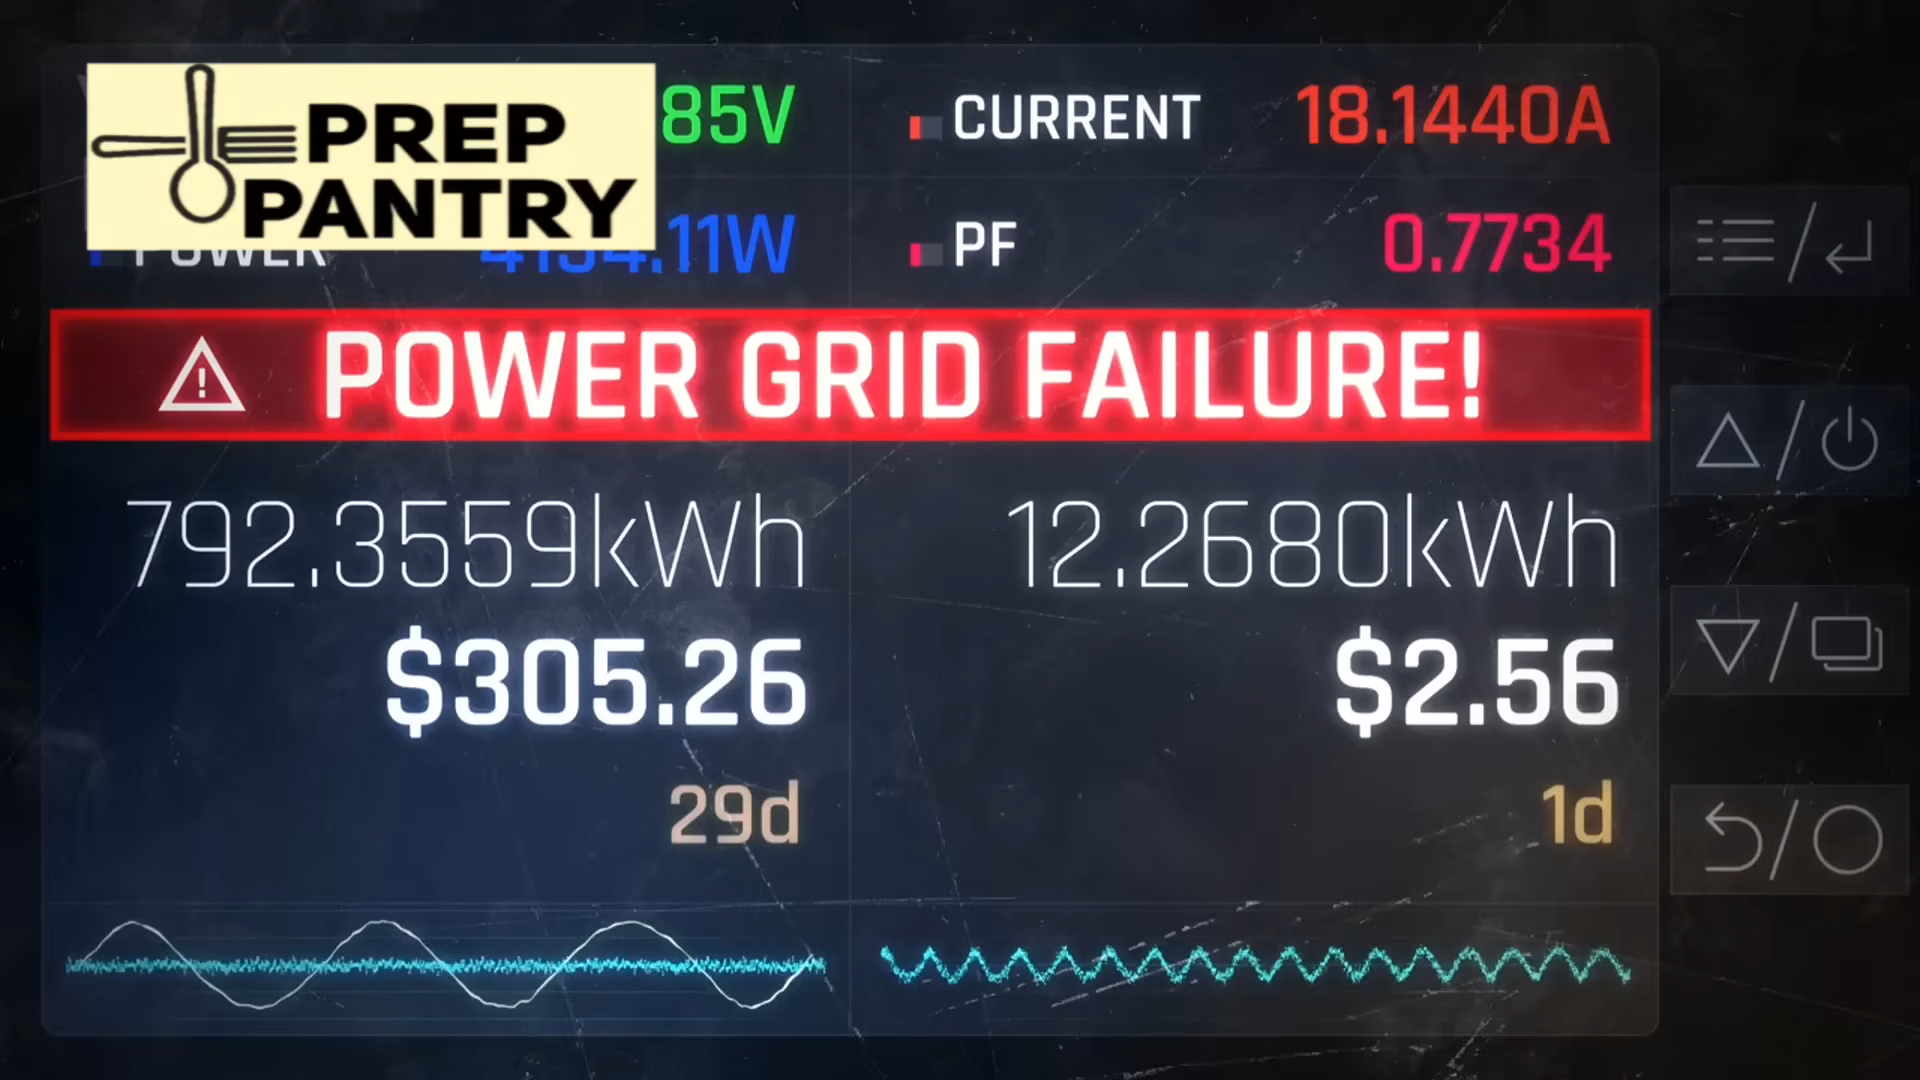 PREP
PANTRY
85V
CURRENT
18.1440A
POWER
.11W
PF
0.7734
POWER GRID FAILURE!
792.3559kWh
12.2680kWh
$305.26
$2.56
29d
1d